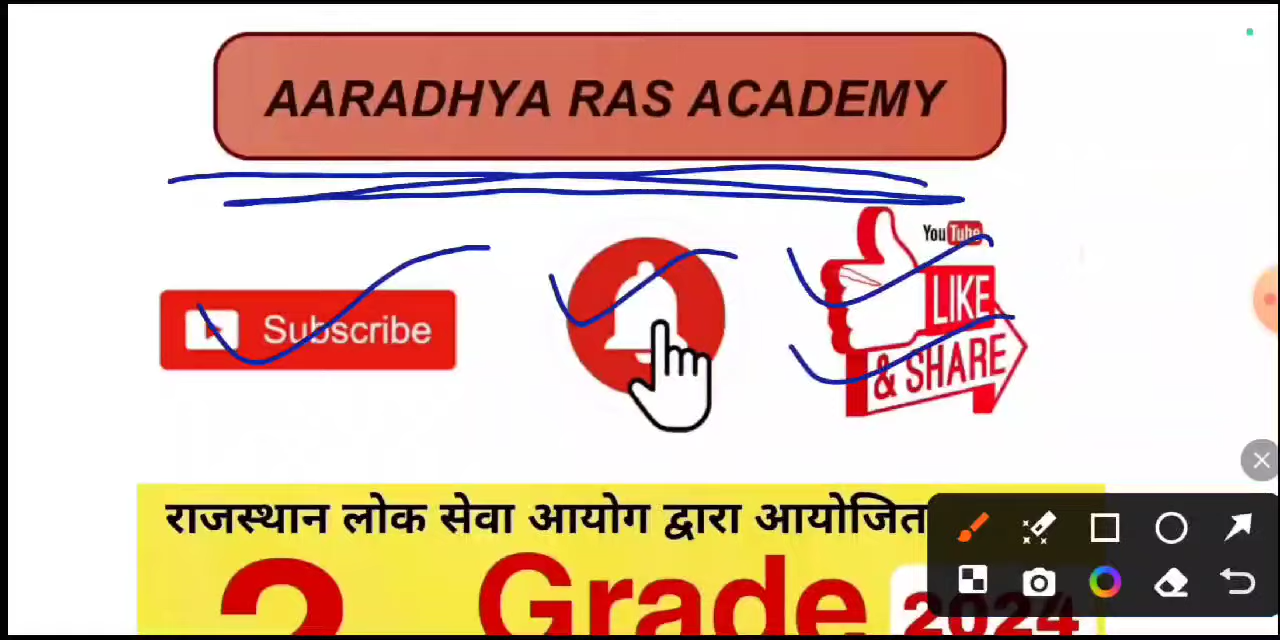 AARADHYA RAS ACADEMY
YouTube
Subscribe
LIKE
& SHARE
राजस्थान लोक सेवा आयोग द्वारा आयोजित
Grade 2024